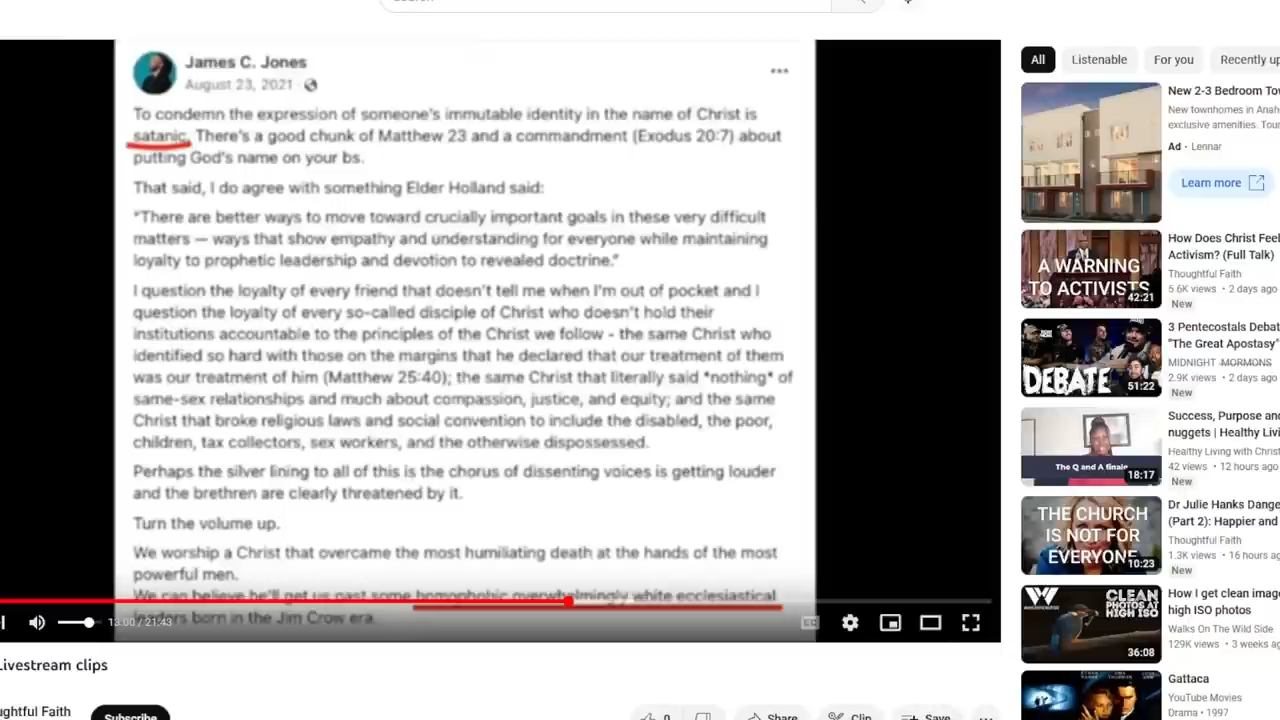 James C. Jones
August 23, 2021
To condemn the expression of someone's immutable identity in the name of Christ is
satanic. There's a good chunk of Matthew 23 and a commandment (Exodus 20:7) about
putting God's name on your bs.
That said, I do agree with something Elder Holland said:
"There are better ways to move toward crucially important goals in these very difficult
matters — ways that show empathy and understanding for everyone while maintaining
loyalty to prophetic leadership and devotion to revealed doctrine."
I question the loyalty of every friend that doesn't tell me when I'm out of pocket and I
question the loyalty of every so-called disciple of Christ who doesn't hold their
institutions accountable to the principles of the Christ we follow - the same Christ who
identified so hard with those on the margins that he declared that our treatment of them
was our treatment of him (Matthew 25:40); the same Christ that literally said *nothing* of
same-sex relationships and much about compassion, justice, and equity; and the same
Christ that broke religious laws and social convention to include the disabled, the poor,
children, tax collectors, sex workers, and the otherwise dispossessed.
Perhaps the silver lining to all of this is the chorus of dissenting voices is getting louder
and the brethren are clearly threatened by it.
Turn the volume up.
We worship a Christ that overcame the most humiliating death at the hands of the most
powerful men.
We can believe he'll get us past some homophobic overwhelmingly white ecclesiastical
born in the Jim Crow era.
13:00 / 21:43
Livestream clips
ughtful Faith
Subscribe
0
Share
Clip
Save
All
Listenable
For you
Recently up
New 2-3 Bedroom Tow
New townhomes in Anah
exclusive amenities. Tour
Ad · Lennar
Learn more
A WARNING
TO ACTIVISTS
42:21
How Does Christ Feel
Activism? (Full Talk)
Thoughtful Faith
5.6K views • 2 days ago
New
DEBATE
51:22
3 Pentecostals Debat
"The Great Apostasy"
MIDNIGHT MORMONS
2.9K views • 2 days ago
New
The Q and A finale
18:17
Success, Purpose and
nuggets | Healthy Livi
Healthy Living with Christ
42 views • 12 hours ago
New
THE CHURCH
IS NOT FOR
EVERYONE
10:23
Dr Julie Hanks Dange
(Part 2): Happier and
Thoughtful Faith
1.3K views • 16 hours ag
New
CLEAN
PHOTOS AT
HIGH ISO
36:08
How I get clean image
high ISO photos
Walks On The Wild Side
129K views • 3 weeks a
Gattaca
YouTube Movies
Drama • 1997